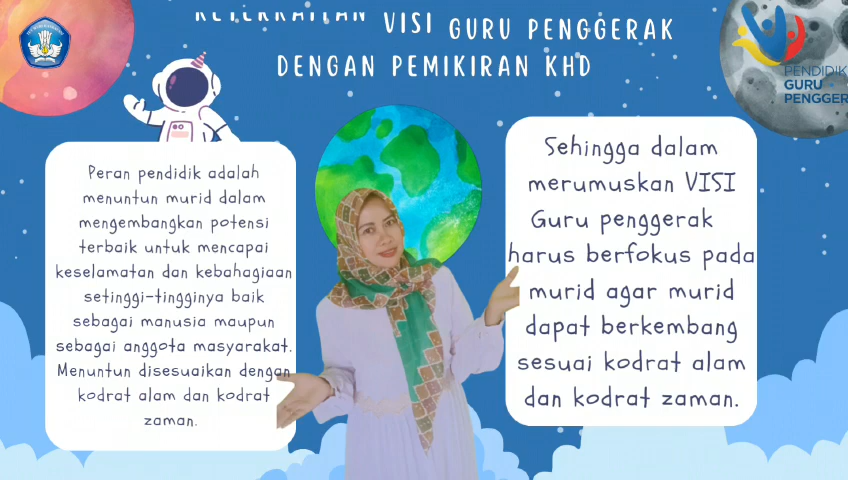 KETERKAITAN VISI GURU PENGGERAK
DENGAN PEMIKIRAN KHD
PENDIDIK
GURU
PENGGER
Peran pendidik adalah
menuntun murid dalam
mengembangkan potensi
terbaik untuk mencapai
keselamatan dan kebahagiaan
setinggi-tingginya baik
sebagai manusia maupun
sebagai anggota masyarakat.
Menuntun disesuaikan dengan
kodrat alam dan kodrat
zaman.
Sehingga dalam
merumuskan VISI
Guru penggerak
harus berfokus pada
murid agar murid
dapat berkembang
sesuai kodrat alam
dan kodrat zaman.